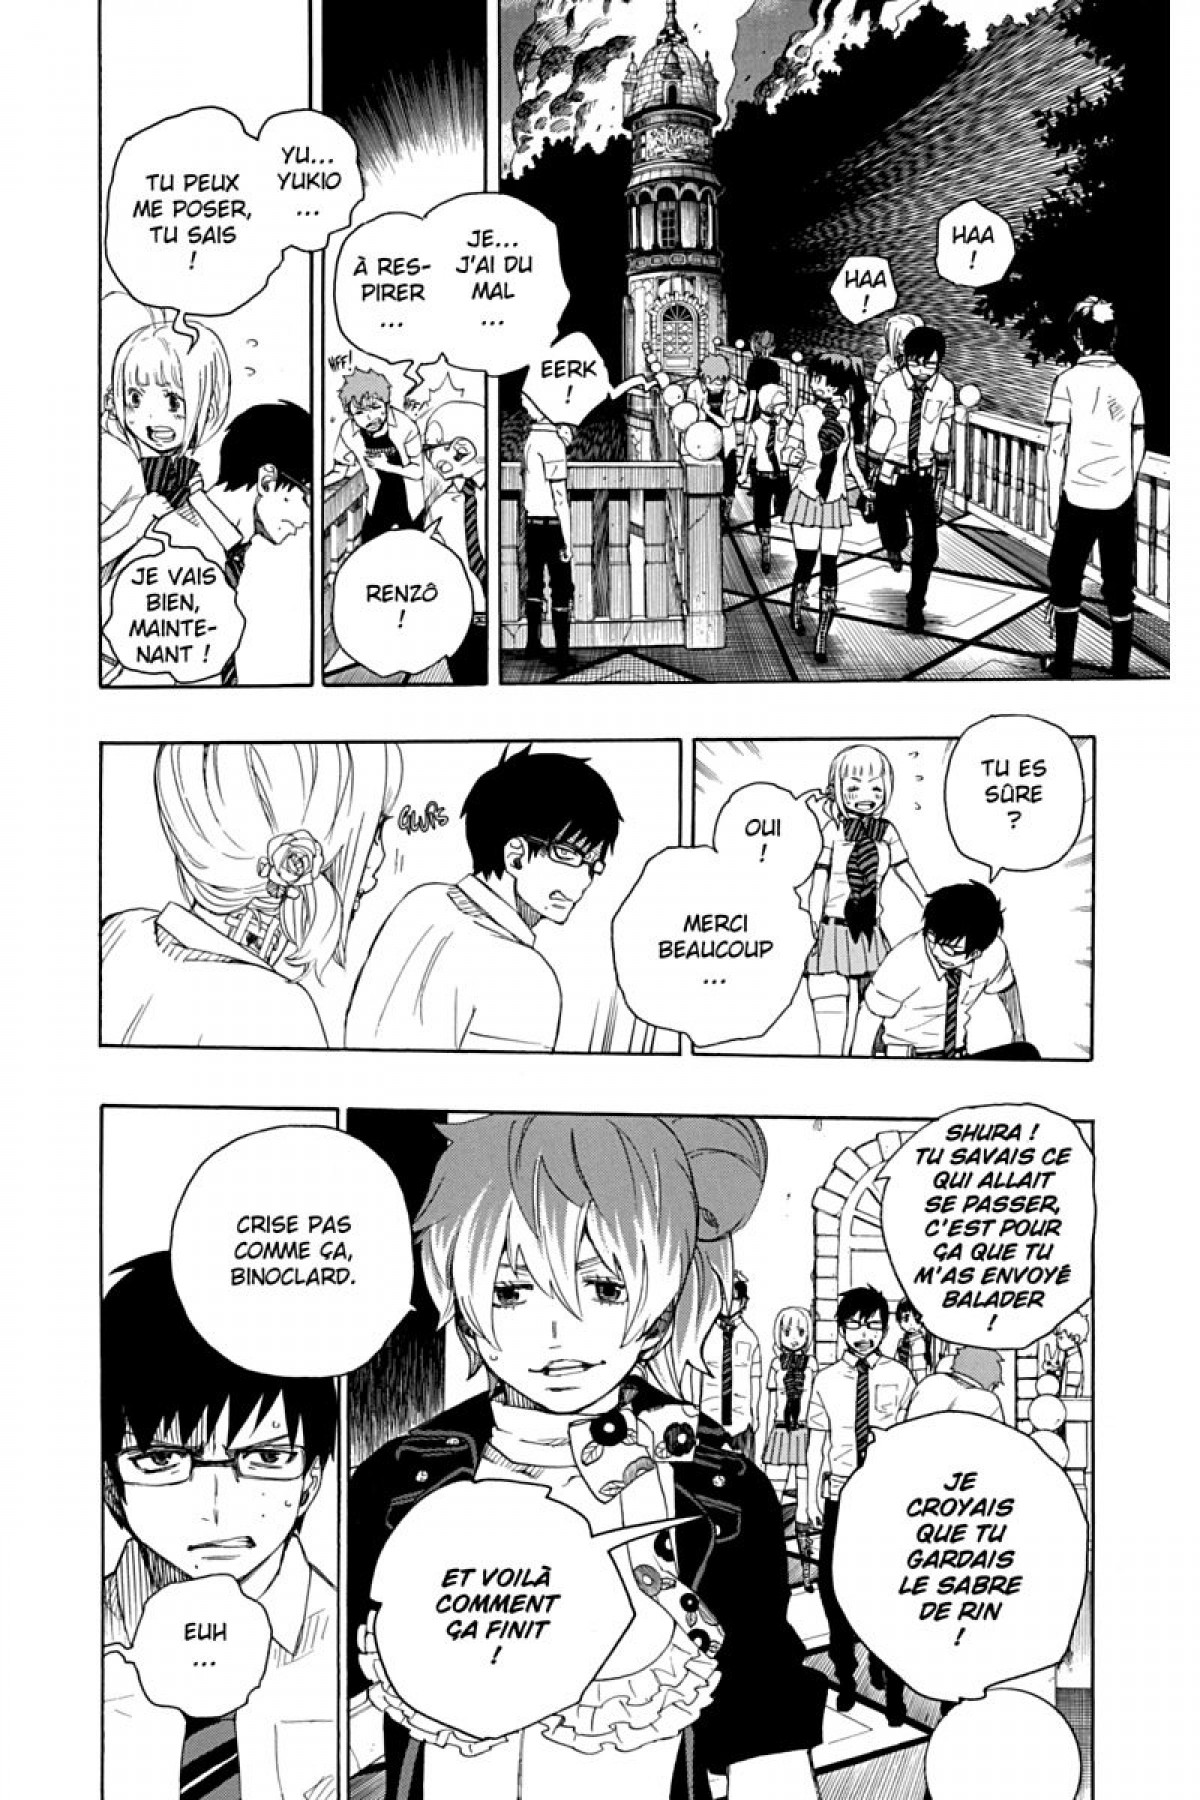 HAA
!
HAA
!
EERK
!
JE...
J'AI DU
MAL
...
À RES-
PIRER
...
HFF!
HFF!
RENZÔ
!
YU...
YUKIO
...
TU PEUX
ME POSER,
TU SAIS
!
JE VAIS
BIEN,
MAINTE-
NANT !
TU ES
SÛRE
?
OUI
!
MERCI
BEAUCOUP
...
SHURA !
TU SAVAIS CE
QUI ALLAIT
SE PASSER,
C'EST POUR
ÇA QUE TU
M'AS ENVOYÉ
BALADER
!
JE
CROYAIS
QUE TU
GARDAIS
LE SABRE
DE RIN
!
ET VOILÀ
COMMENT
ÇA FINIT
!
CRISE PAS
COMME ÇA,
BINOCLARD.
EUH
...